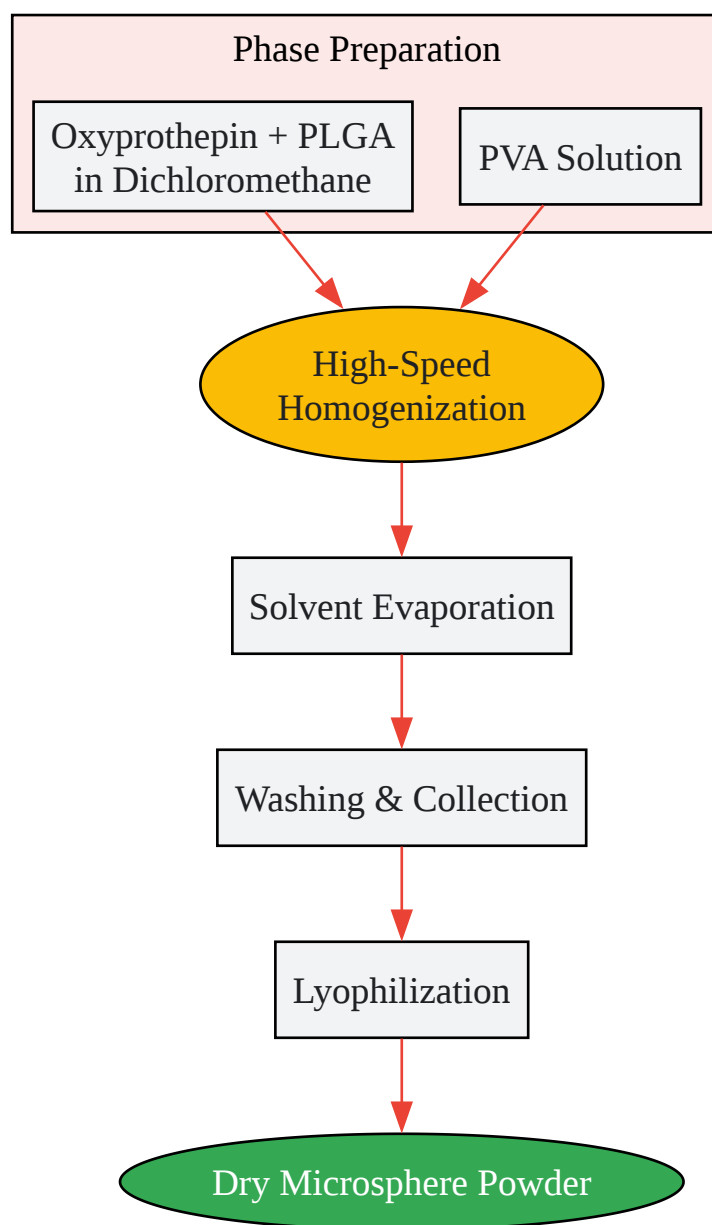 Phase Preparation
Oxyprothepin + PLGA
in Dichloromethane
PVA Solution
High-Speed
Homogenization
Solvent Evaporation
Washing & Collection
Lyophilization
Dry Microsphere Powder